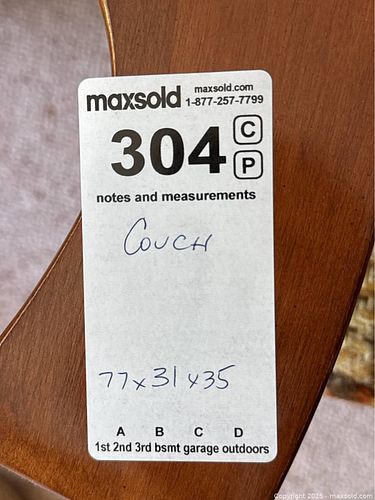 maxsold maxsold.com
1-877-257-7799
304 C
P
notes and measurements
Couch
77x31x35
A B C D
1st 2nd 3rd bsmt garage outdoors
Copyright 2025 - maxsold.com